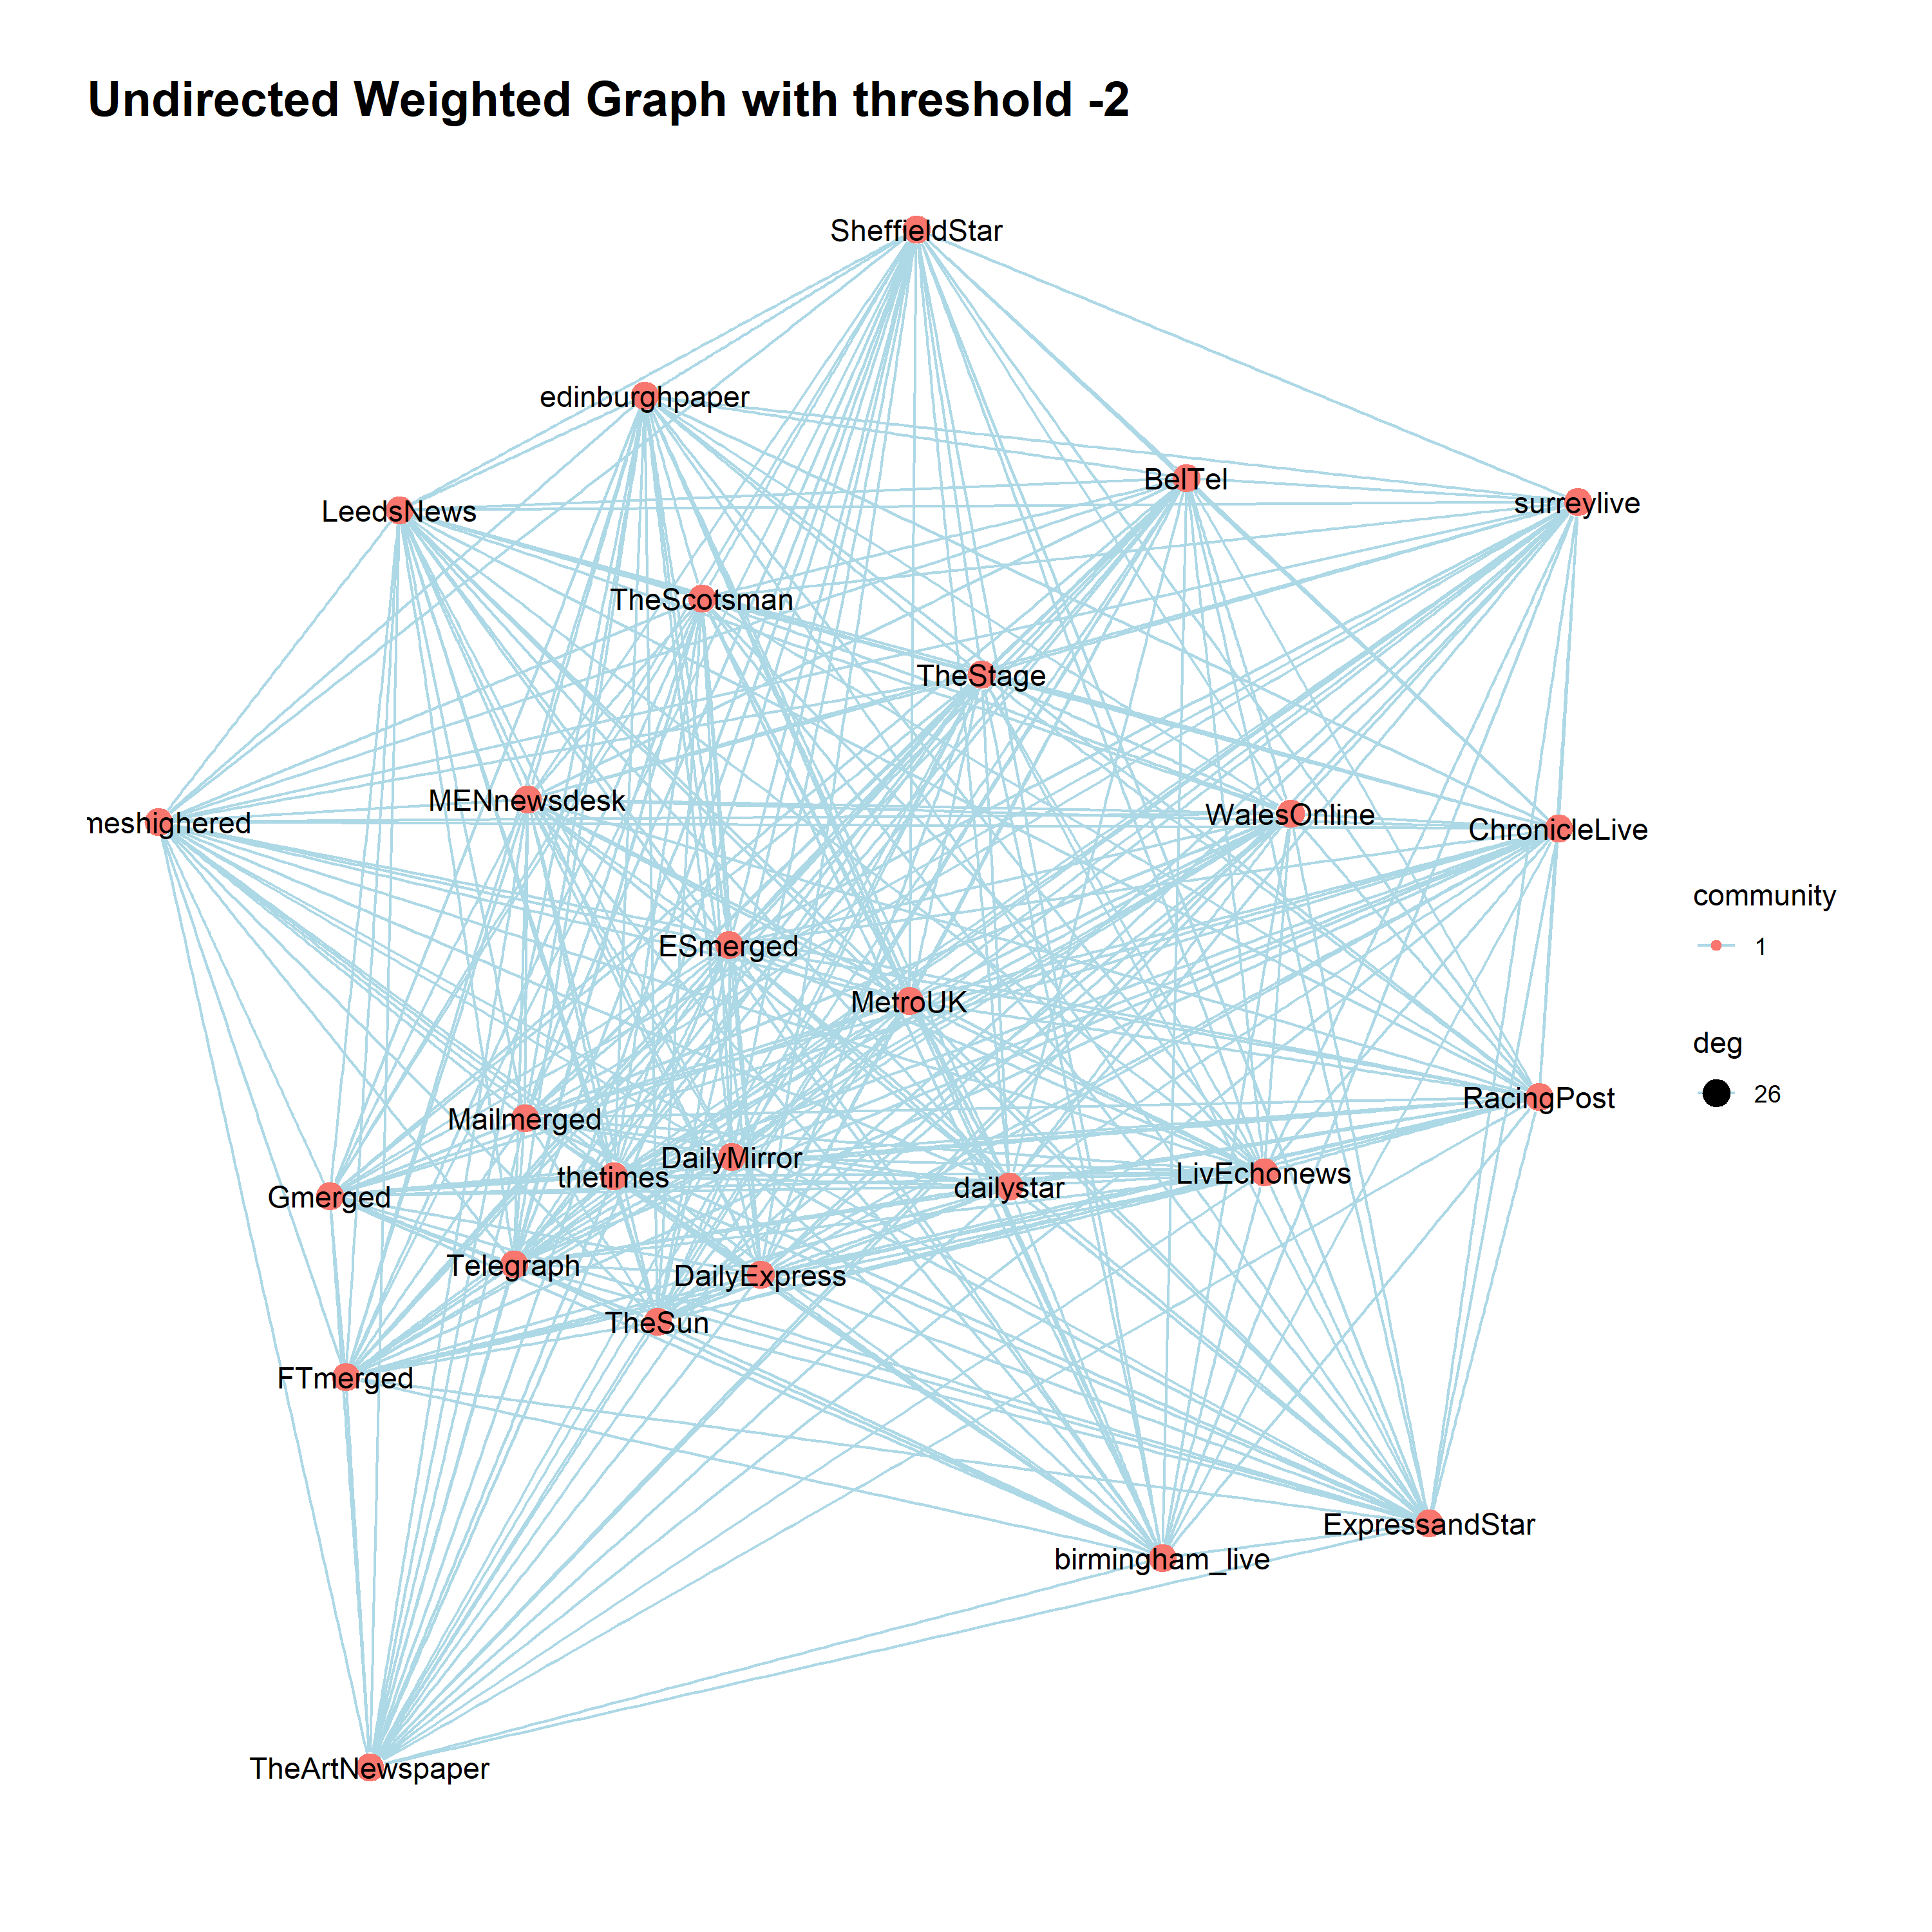 Undirected Weighted Graph with threshold -2
SheffieldStar
edinburghpaper
BelTel
surreylive
LeedsNews
TheScotsman
TheStage
MENnewsdesk
WalesOnline
meshighered
ChronicleLive
community
1
ESmerged
MetroUK
deg
26
RacingPost
Mailmerged
DailyMirror
thetimes
LivEchonews
dailystar
Gmerged
Telegraph
DailyExpress
TheSun
FTmerged
ExpressandStar
birmingham_live
TheArtNewspaper